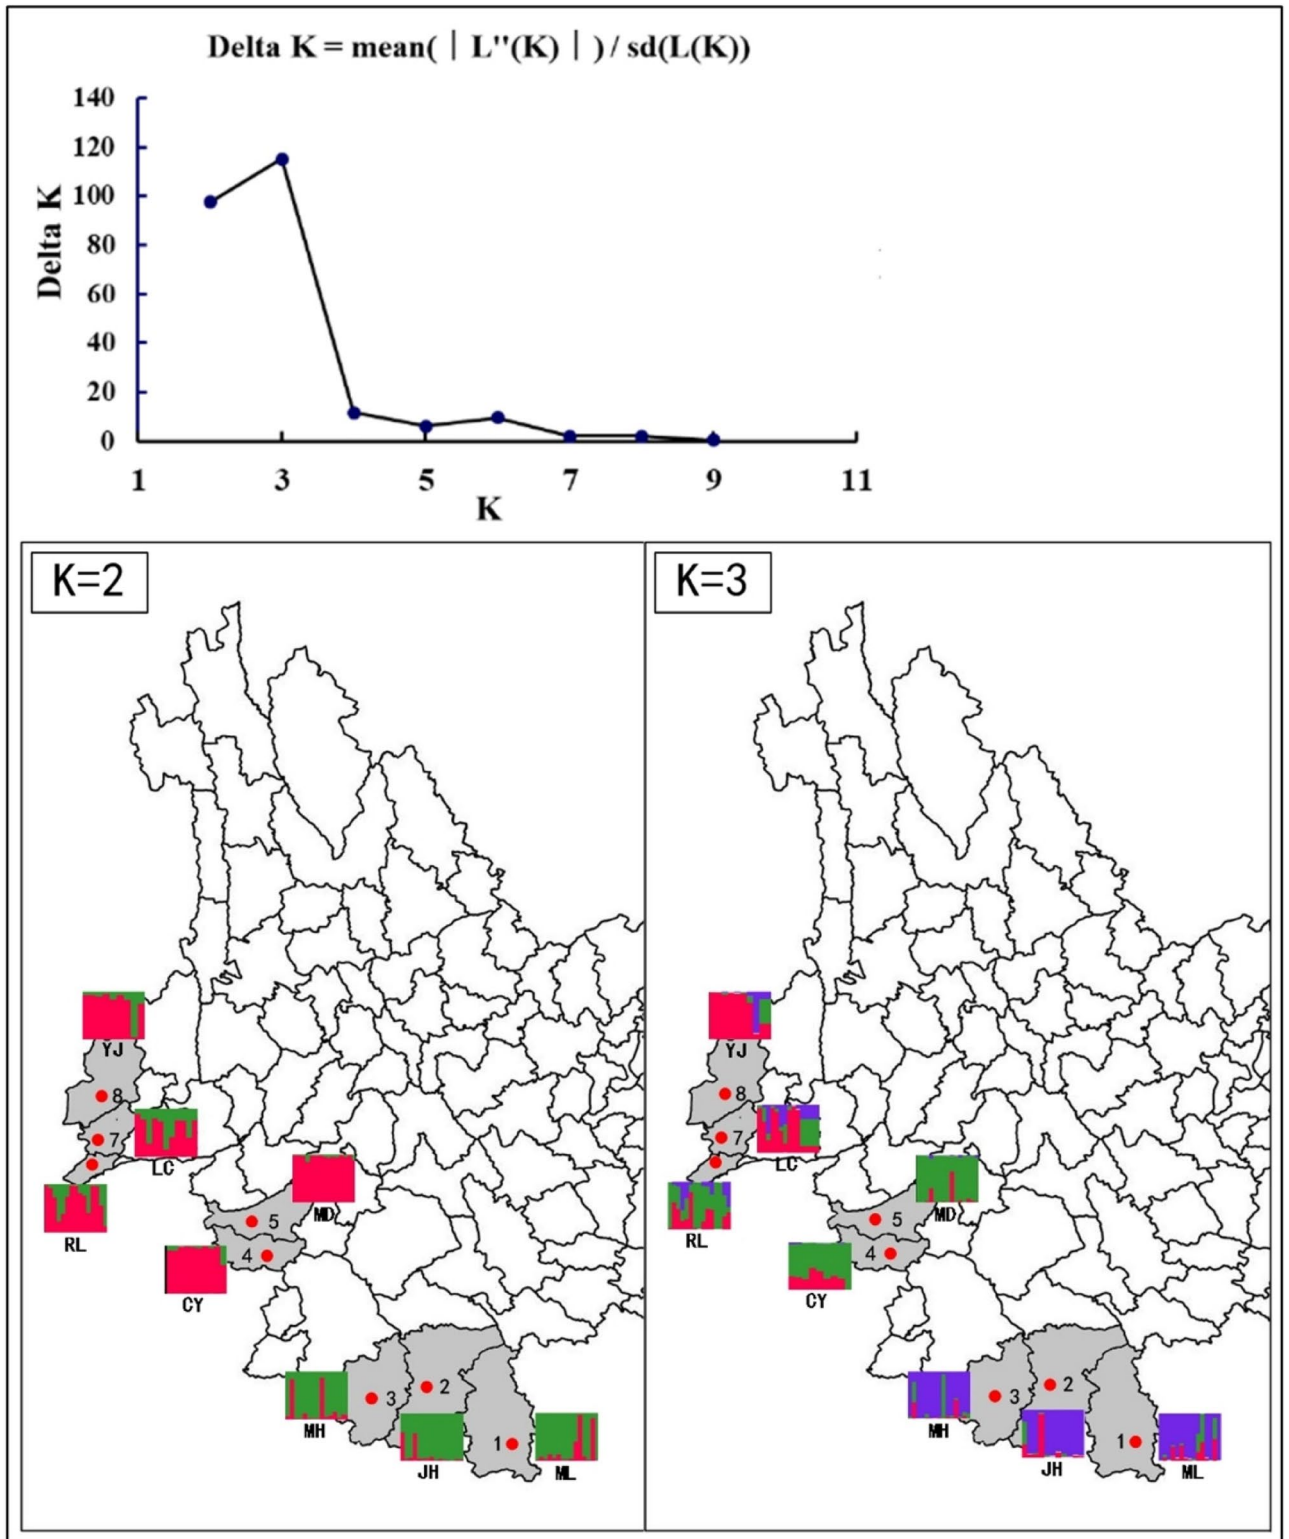 Delta K = mean( | L''(K) | ) / sd(L(K))
140
120
100
80
60
40
20
0
Delta K
1 3 5 7 9 11
K
K=2
YJ
8
7
LC
RL
MD
5
4
CY
3
2
MH
1
JH
ML
K=3
YJ
8
7
LC
RL
MD
5
4
CY
3
2
MH
1
JH
ML